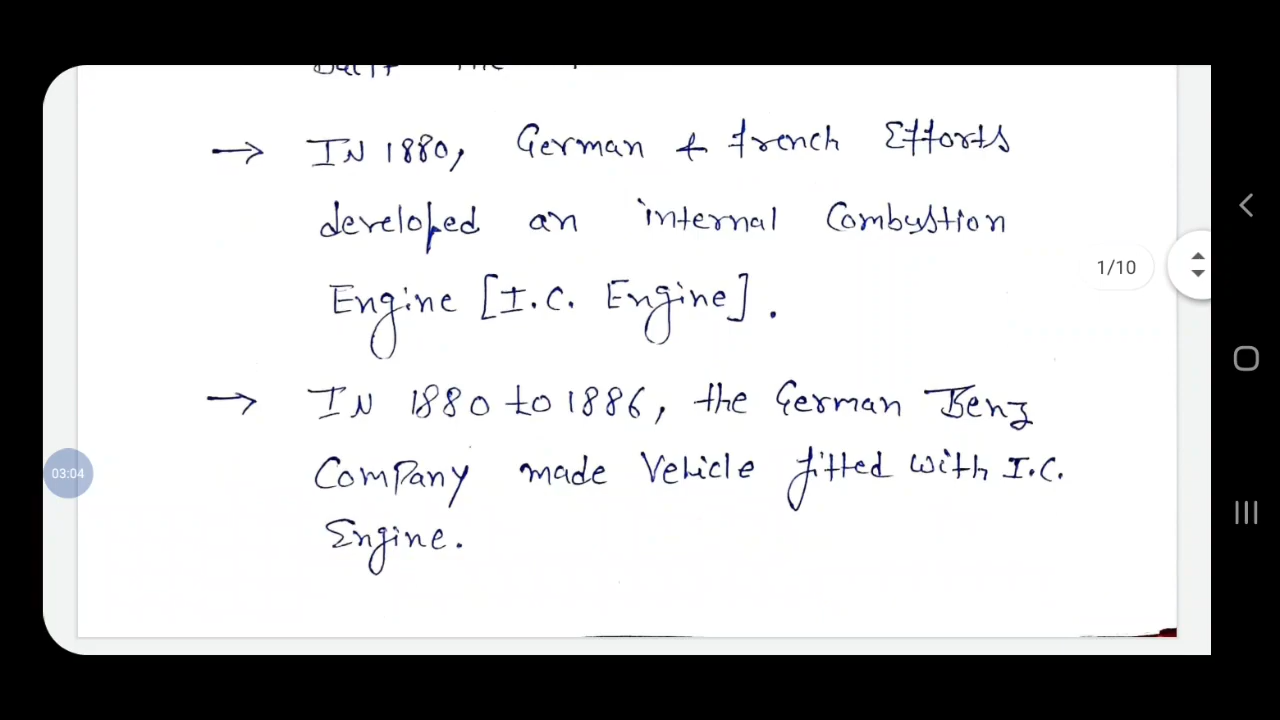 → IN 1880, German & french Efforts
developed an internal Combustion
Engine [I.C. Engine].
1/10
→ IN 1880 to 1886, the German Benz
Company made Vehicle fitted with I.C.
03:04
Engine.